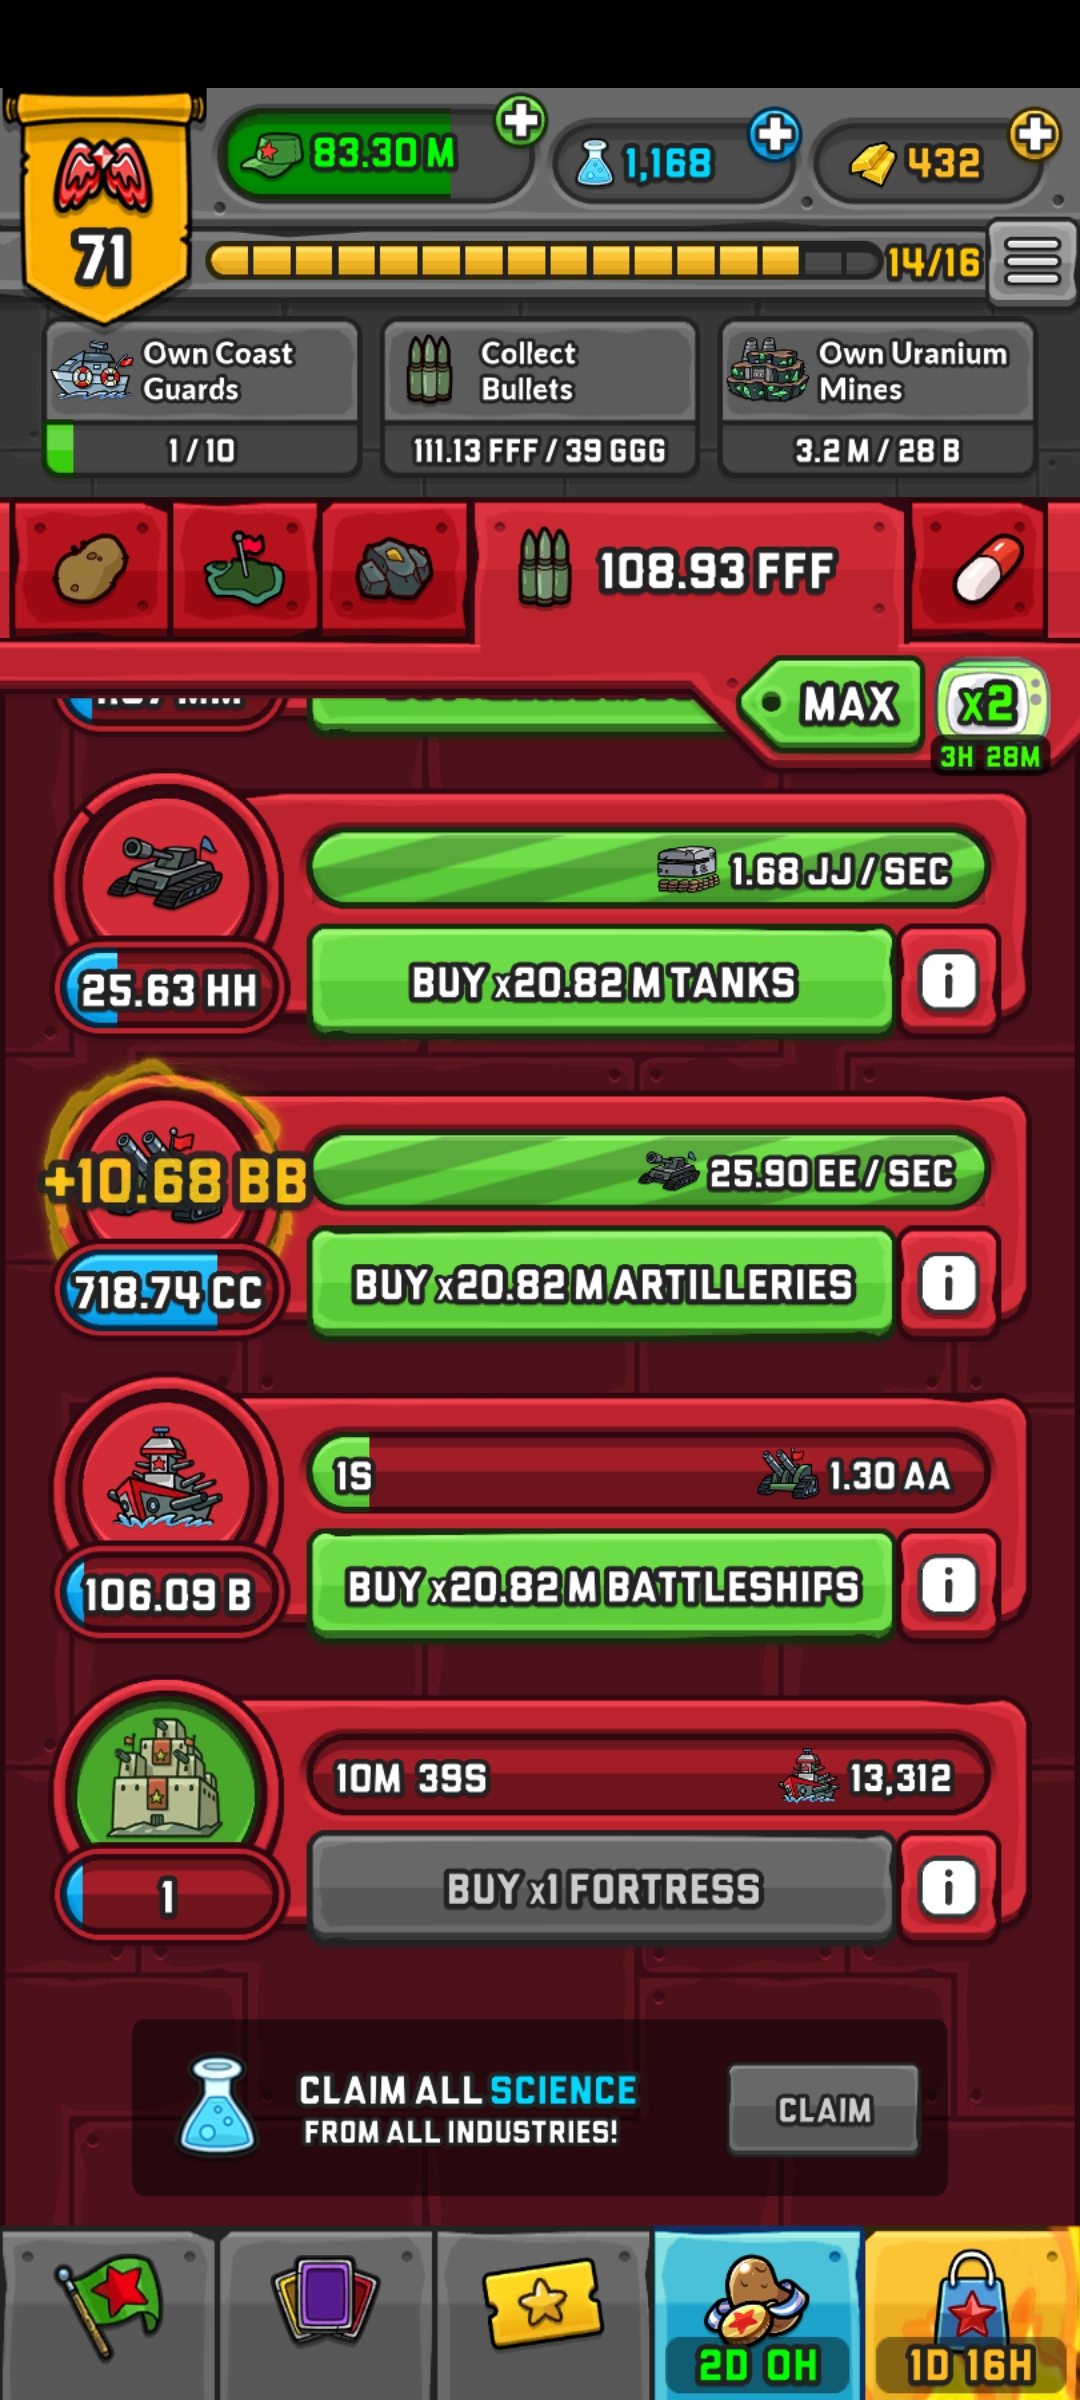 83.30 M
1,168
432
71
14/16
Own Coast
Guards
Collect
Bullets
Own Uranium
Mines
1 / 10
111.13 FFF / 39 GGG
3.2 M / 28 B
108.93 FFF
MAX
x2
3H 28M
1.68 JJ / SEC
25.63 HH
BUY x20.82 M TANKS
i
+10.68 BB
25.90 EE / SEC
718.74 CC
BUY x20.82 M ARTILLERIES
i
1S
1.30 AA
106.09 B
BUY x20.82 M BATTLESHIPS
i
10M 39S
13,312
1
BUY x1 FORTRESS
i
CLAIM ALL SCIENCE
FROM ALL INDUSTRIES!
CLAIM
2D 0H
1D 16H